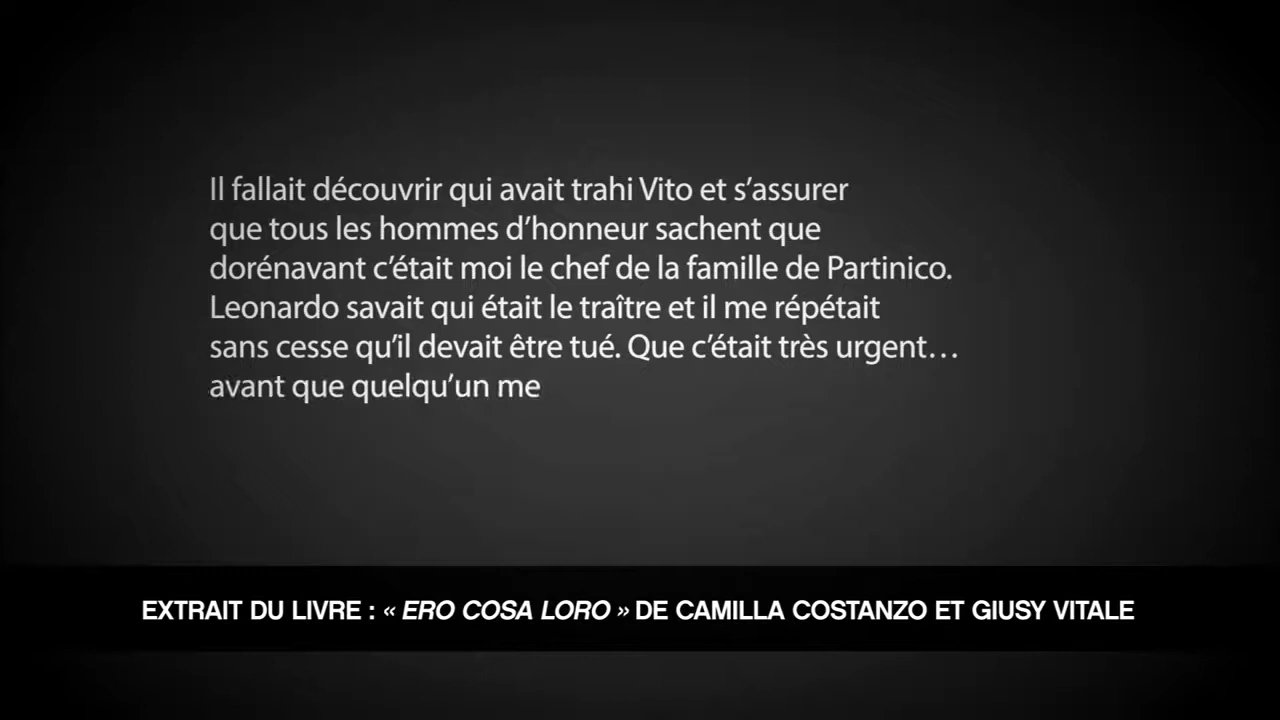 Il fallait découvrir qui avait trahi Vito et s’assurer
que tous les hommes d’honneur sachent que
dorénavant c’était moi le chef de la famille de Partinico.
Leonardo savait qui était le traître et il me répétait
sans cesse qu’il devait être tué. Que c’était très urgent…
avant que quelqu’un me
EXTRAIT DU LIVRE : « ERO COSA LORO » DE CAMILLA COSTANZO ET GIUSY VITALE